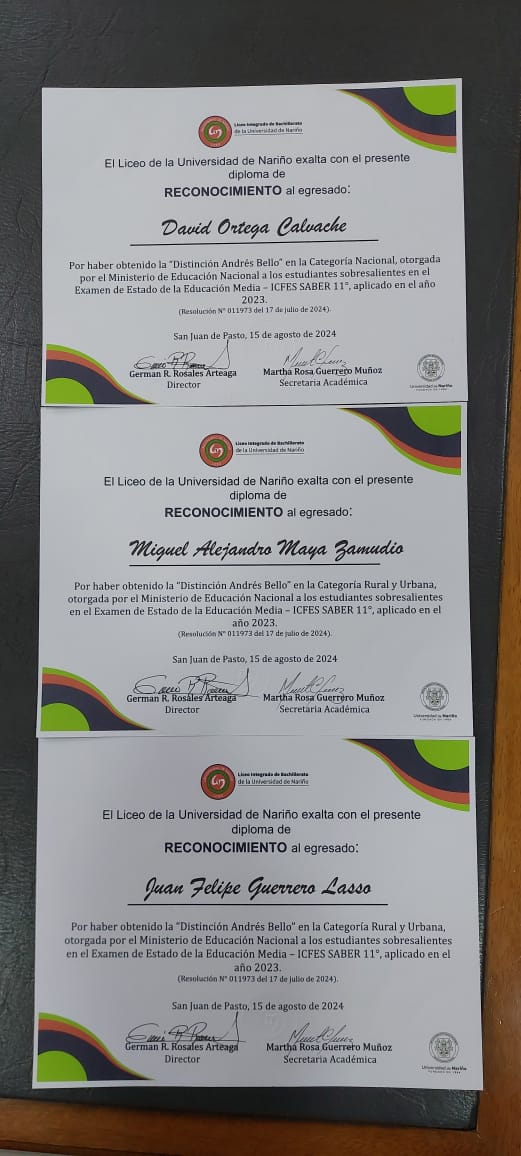 Liceo Integrado de Bachillerato
de la Universidad de Nariño
El Liceo de la Universidad de Nariño exalta con el presente
diploma de
RECONOCIMIENTO al egresado:
David Ortega Calvache
Por haber obtenido la "Distinción Andrés Bello" en la Categoría Nacional, otorgada
por el Ministerio de Educación Nacional a los estudiantes sobresalientes en el
Examen de Estado de la Educación Media – ICFES SABER 11°, aplicado en el año
2023.
(Resolución N° 011973 del 17 de julio de 2024).
San Juan de Pasto, 15 de agosto de 2024
German R. Rosales Arteaga
Director
Martha Rosa Guerrero Muñoz
Secretaria Académica
Universidad de Nariño
FUNDADA EN 1904
Liceo Integrado de Bachillerato
de la Universidad de Nariño
El Liceo de la Universidad de Nariño exalta con el presente
diploma de
RECONOCIMIENTO al egresado:
Miguel Alejandro Maya Zamudio
Por haber obtenido la "Distinción Andrés Bello" en la Categoría Rural y Urbana,
otorgada por el Ministerio de Educación Nacional a los estudiantes sobresalientes
en el Examen de Estado de la Educación Media – ICFES SABER 11°, aplicado en el
año 2023.
(Resolución N° 011973 del 17 de julio de 2024).
San Juan de Pasto, 15 de agosto de 2024
German R. Rosales Arteaga
Director
Martha Rosa Guerrero Muñoz
Secretaria Académica
Universidad de Nariño
FUNDADA EN 1904
Liceo Integrado de Bachillerato
de la Universidad de Nariño
El Liceo de la Universidad de Nariño exalta con el presente
diploma de
RECONOCIMIENTO al egresado:
Juan Felipe Guerrero Lasso
Por haber obtenido la "Distinción Andrés Bello" en la Categoría Rural y Urbana,
otorgada por el Ministerio de Educación Nacional a los estudiantes sobresalientes
en el Examen de Estado de la Educación Media – ICFES SABER 11°, aplicado en el
año 2023.
(Resolución N° 011973 del 17 de julio de 2024).
San Juan de Pasto, 15 de agosto de 2024
German R. Rosales Arteaga
Director
Martha Rosa Guerrero Muñoz
Secretaria Académica
Universidad de Nariño
FUNDADA EN 1904